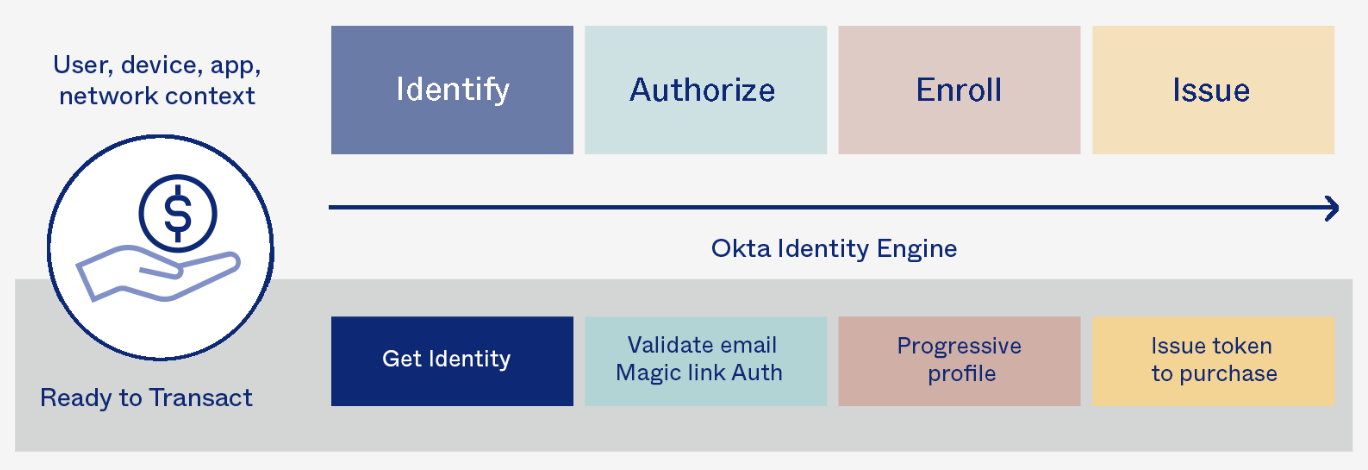 User, device, app,
network context
Identify
Authorize
Enroll
Issue
$
Okta Identity Engine
Ready to Transact
Get Identity
Validate email
Magic link Auth
Progressive
profile
Issue token
to purchase